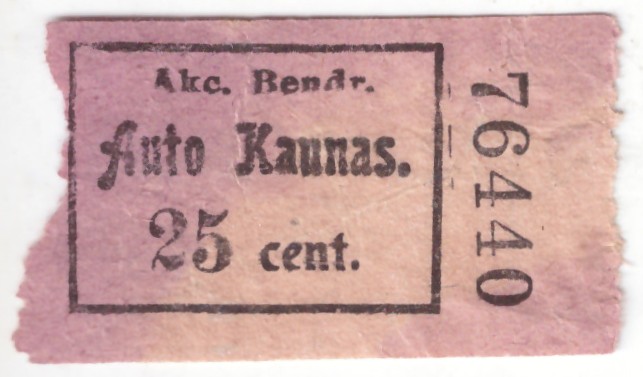 Akc. Bendr.
Auto Kaunas.
25 cent.
76440